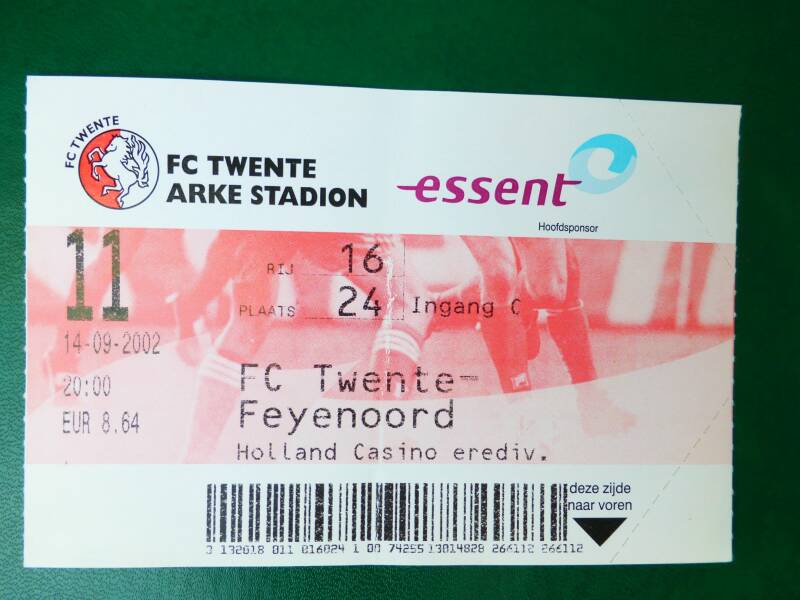 FC TWENTE
FC TWENTE
ARKE STADION
essent
Hoofdsponsor
11
RIJ 16
PLAATS 24 Ingang C
14-09-2002
20:00
EUR 8.64
FC Twente-
Feyenoord
Holland Casino erediv.
deze zijde
naar voren
0 132018 011 016024 1 00 74255 13014828 266112 266112